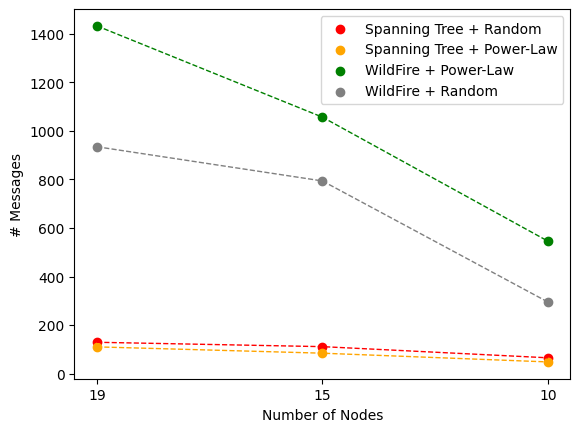 Spanning Tree + Random
Spanning Tree + Power-Law
WildFire + Power-Law
WildFire + Random
# Messages
1400
1200
1000
800
600
400
200
0
19
15
10
Number of Nodes